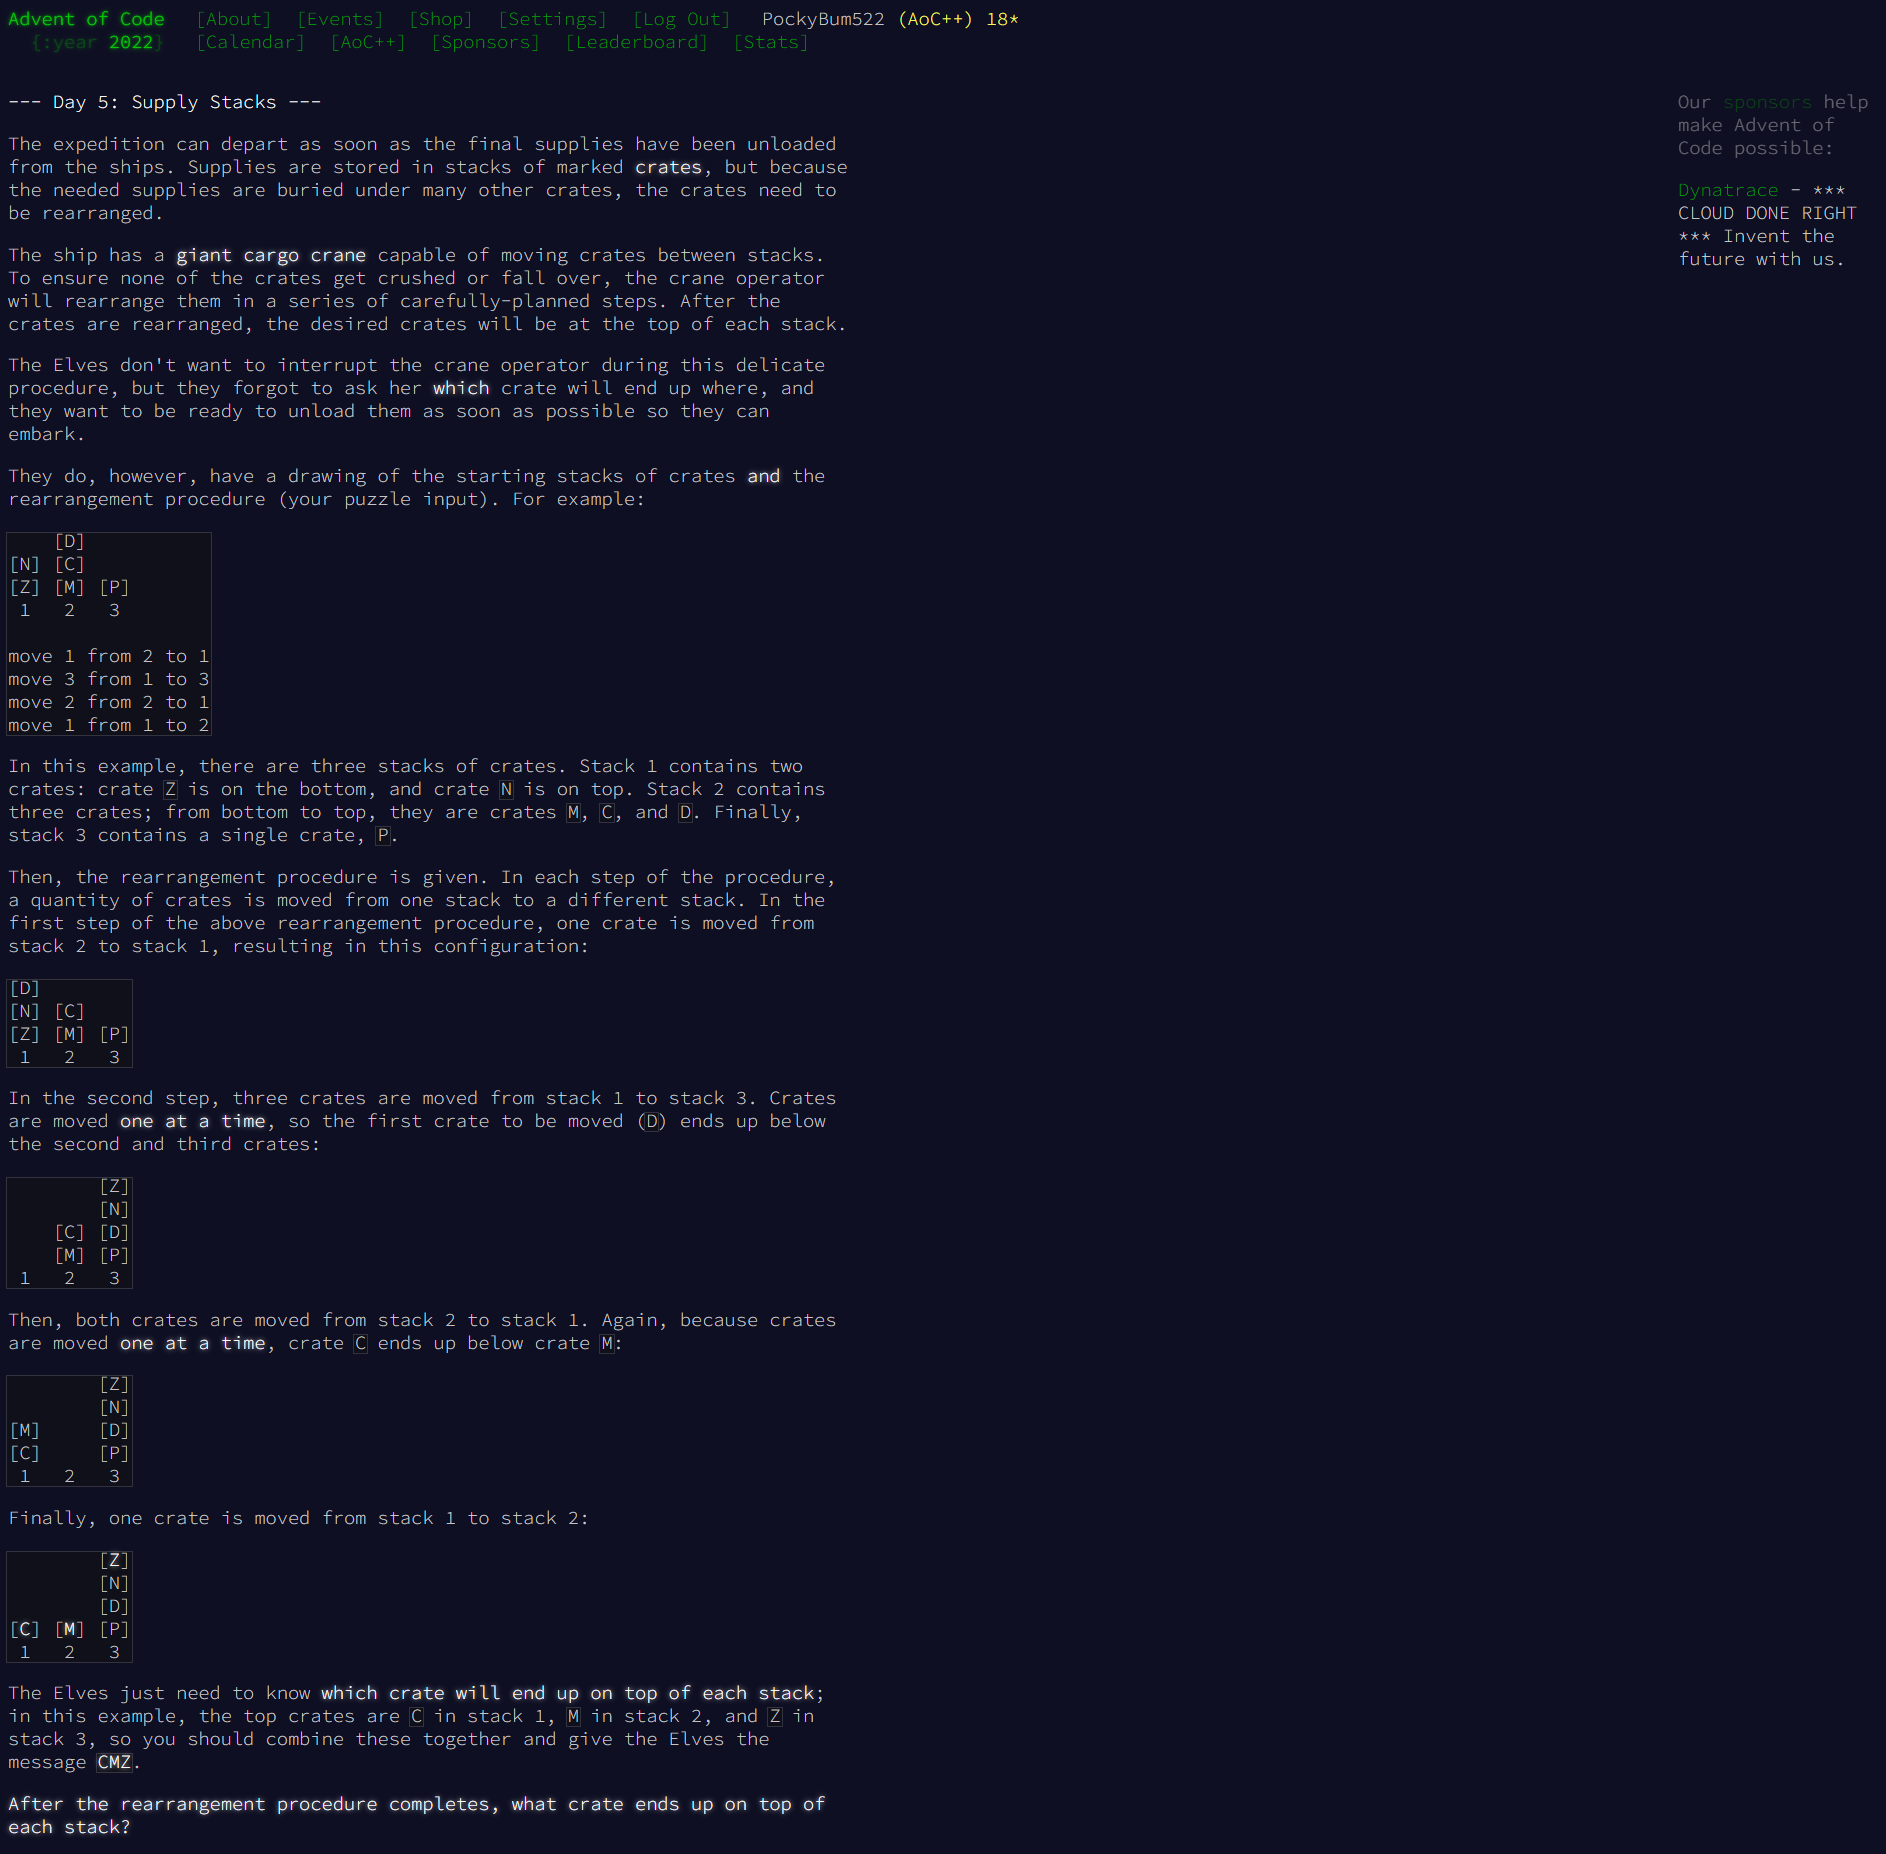 Advent of Code [About] [Events] [Shop] [Settings] [Log Out] PockyBum522 (AoC++) 18*
{:year 2022} [Calendar] [AoC++] [Sponsors] [Leaderboard] [Stats]
--- Day 5: Supply Stacks ---
The expedition can depart as soon as the final supplies have been unloaded
from the ships. Supplies are stored in stacks of marked crates, but because
the needed supplies are buried under many other crates, the crates need to
be rearranged.
The ship has a giant cargo crane capable of moving crates between stacks.
To ensure none of the crates get crushed or fall over, the crane operator
will rearrange them in a series of carefully-planned steps. After the
crates are rearranged, the desired crates will be at the top of each stack.
The Elves don't want to interrupt the crane operator during this delicate
procedure, but they forgot to ask her which crate will end up where, and
they want to be ready to unload them as soon as possible so they can
embark.
They do, however, have a drawing of the starting stacks of crates and the
rearrangement procedure (your puzzle input). For example:
    [D]
[N] [C]
[Z] [M] [P]
 1   2   3
move 1 from 2 to 1
move 3 from 1 to 3
move 2 from 2 to 1
move 1 from 1 to 2
In this example, there are three stacks of crates. Stack 1 contains two
crates: crate Z is on the bottom, and crate N is on top. Stack 2 contains
three crates; from bottom to top, they are crates M, C, and D. Finally,
stack 3 contains a single crate, P.
Then, the rearrangement procedure is given. In each step of the procedure,
a quantity of crates is moved from one stack to a different stack. In the
first step of the above rearrangement procedure, one crate is moved from
stack 2 to stack 1, resulting in this configuration:
[D]
[N] [C]
[Z] [M] [P]
 1   2   3
In the second step, three crates are moved from stack 1 to stack 3. Crates
are moved one at a time, so the first crate to be moved (D) ends up below
the second and third crates:
        [Z]
        [N]
    [C] [D]
    [M] [P]
 1   2   3
Then, both crates are moved from stack 2 to stack 1. Again, because crates
are moved one at a time, crate C ends up below crate M:
        [Z]
        [N]
[M]     [D]
[C]     [P]
 1   2   3
Finally, one crate is moved from stack 1 to stack 2:
        [Z]
        [N]
        [D]
[C] [M] [P]
 1   2   3
The Elves just need to know which crate will end up on top of each stack;
in this example, the top crates are C in stack 1, M in stack 2, and Z in
stack 3, so you should combine these together and give the Elves the
message CMZ.
After the rearrangement procedure completes, what crate ends up on top of
each stack?
Our sponsors help
make Advent of
Code possible:
Dynatrace - ***
CLOUD DONE RIGHT
*** Invent the
future with us.